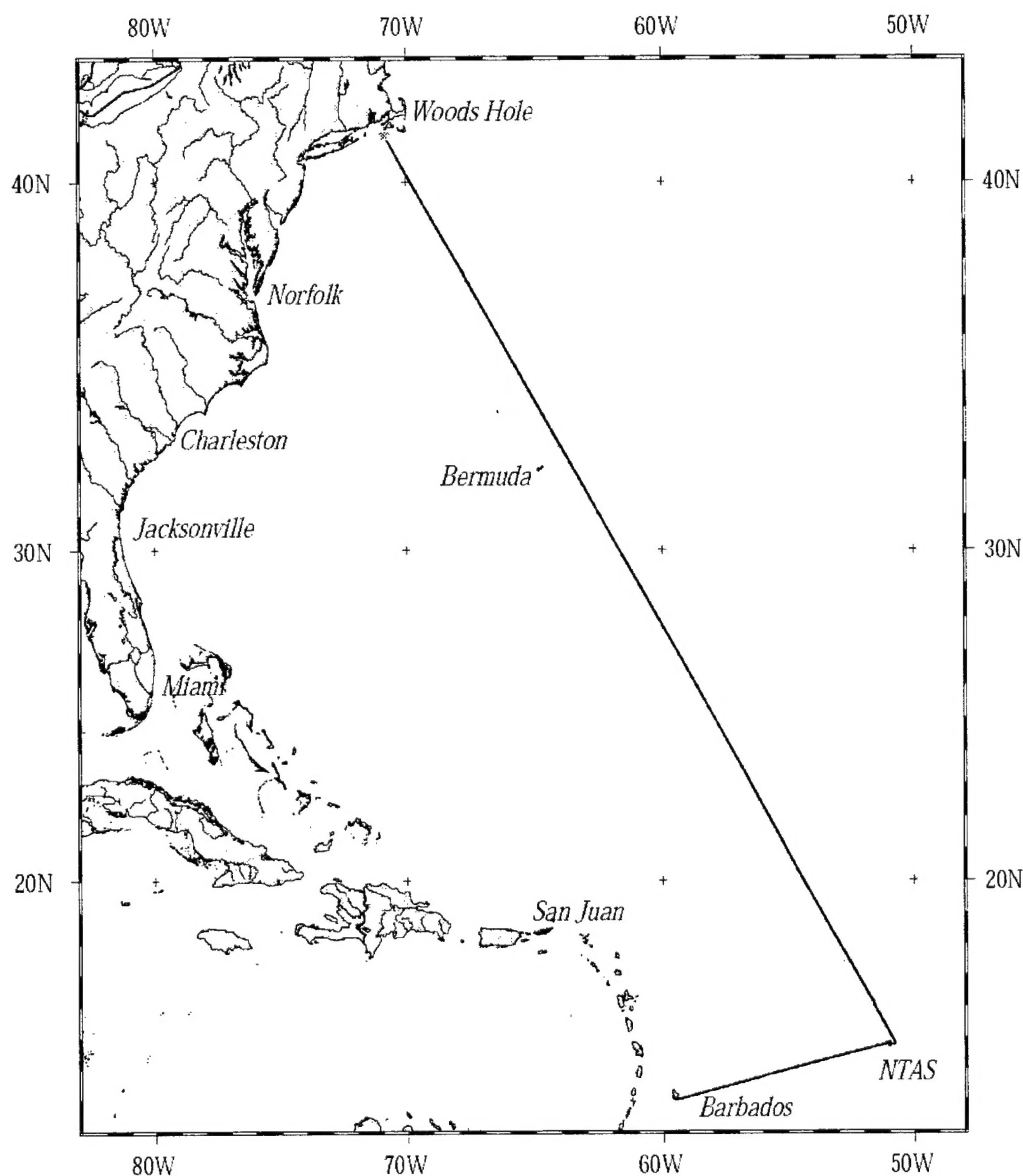 80W 70W 60W 50W
Woods Hole
40N 40N
Norfolk
Charleston
Bermuda
Jacksonville
30N 30N
Miami
20N 20N
San Juan
NTAS
Barbados
80W 70W 60W 50W